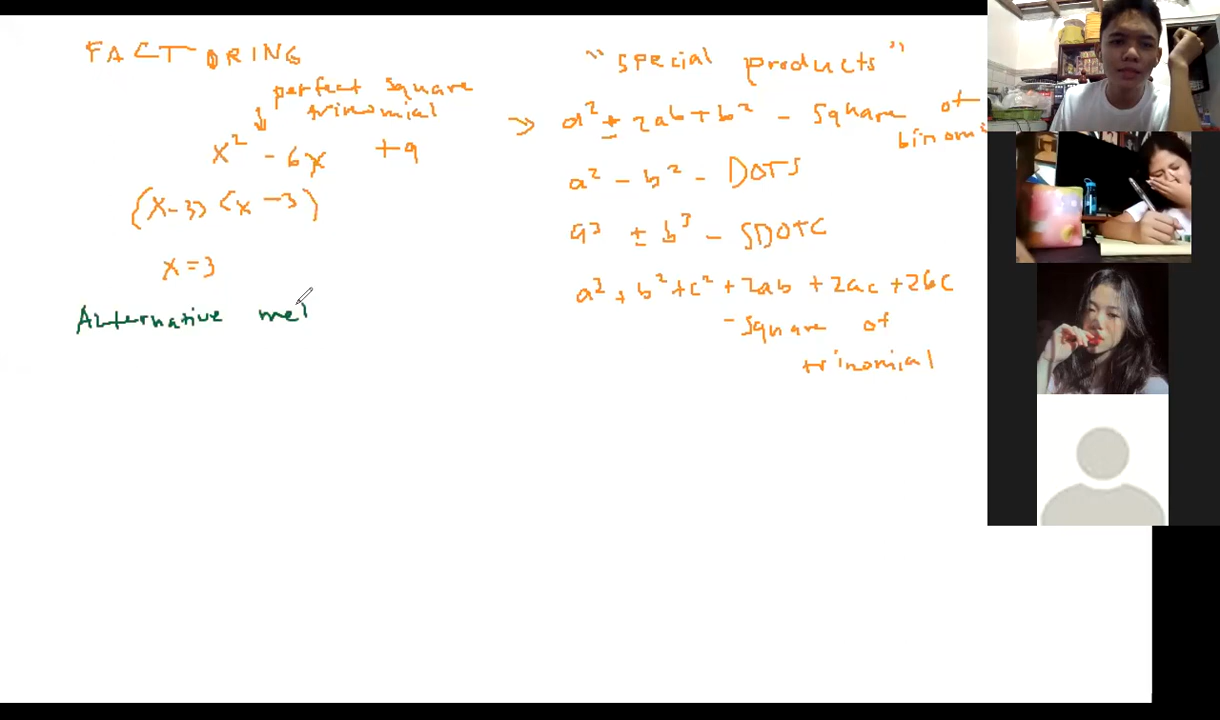 FACTORING
perfect square
trinomial
x² - 6x +9
(x-3) (x-3)
x = 3
Alternative met
"special products"
a² ± 2ab + b² - square of
binomi
a² - b² - DOTS
a³ ± b³ - SDOTC
a² + b² + c² + 2ab + 2ac + 2bc
- square of
trinomial